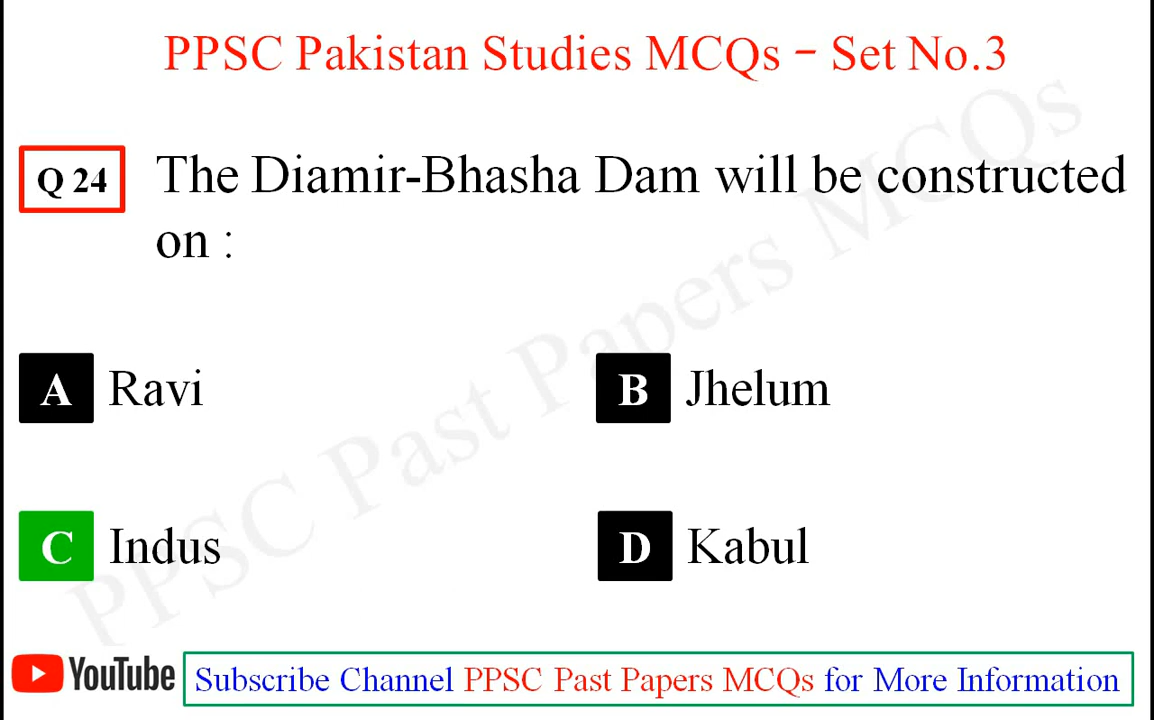 PPSC Pakistan Studies MCQs - Set No.3
Q 24 The Diamir-Bhasha Dam will be constructed
on :
A Ravi
B Jhelum
C Indus
D Kabul
PPSC Past Papers MCQs
YouTube Subscribe Channel PPSC Past Papers MCQs for More Information